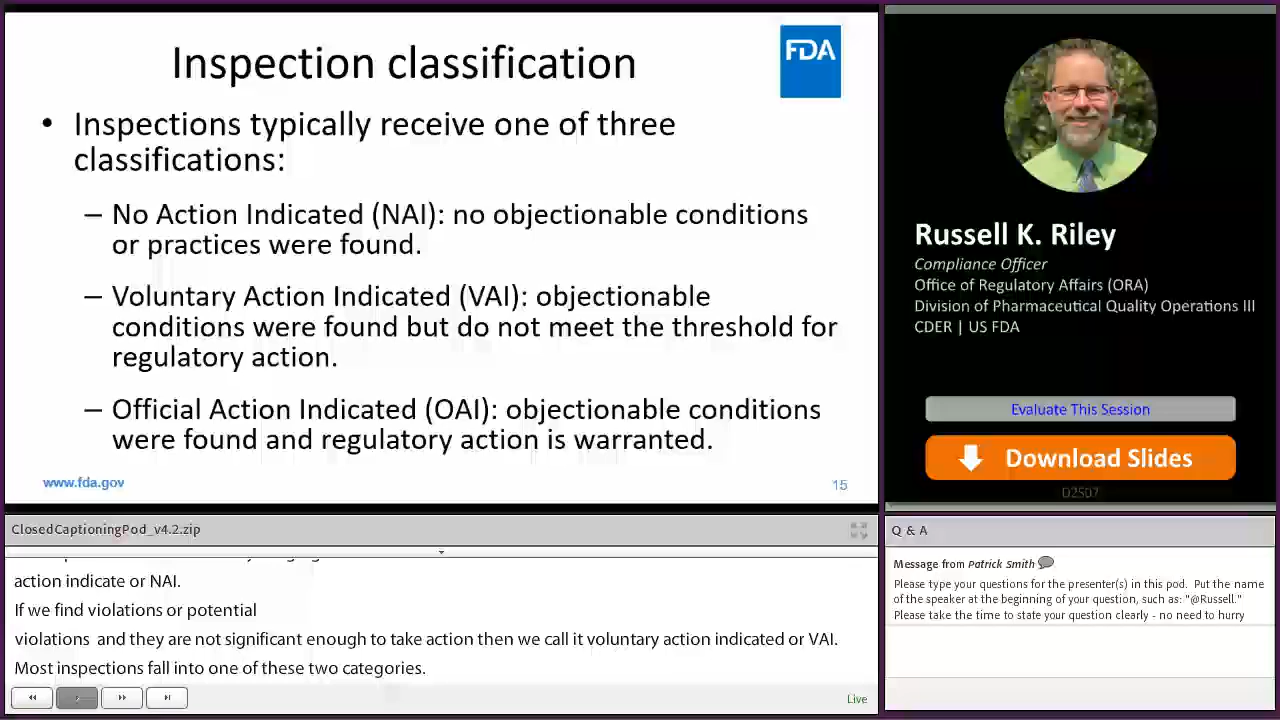 Inspection classification
FDA
• Inspections typically receive one of three
classifications:
– No Action Indicated (NAI): no objectionable conditions
or practices were found.
– Voluntary Action Indicated (VAI): objectionable
conditions were found but do not meet the threshold for
regulatory action.
– Official Action Indicated (OAI): objectionable conditions
were found and regulatory action is warranted.
www.fda.gov
15
Russell K. Riley
Compliance Officer
Office of Regulatory Affairs (ORA)
Division of Pharmaceutical Quality Operations III
CDER | US FDA
Evaluate This Session
Download Slides
D2S07
ClosedCaptioningPod_v4.2.zip
action indicate or NAI.
If we find violations or potential
violations and they are not significant enough to take action then we call it voluntary action indicated or VAI.
Most inspections fall into one of these two categories.
Live
Q & A
Message from Patrick Smith
Please type your questions for the presenter(s) in this pod. Put the name
of the speaker at the beginning of your question, such as: "@Russell."
Please take the time to state your question clearly - no need to hurry